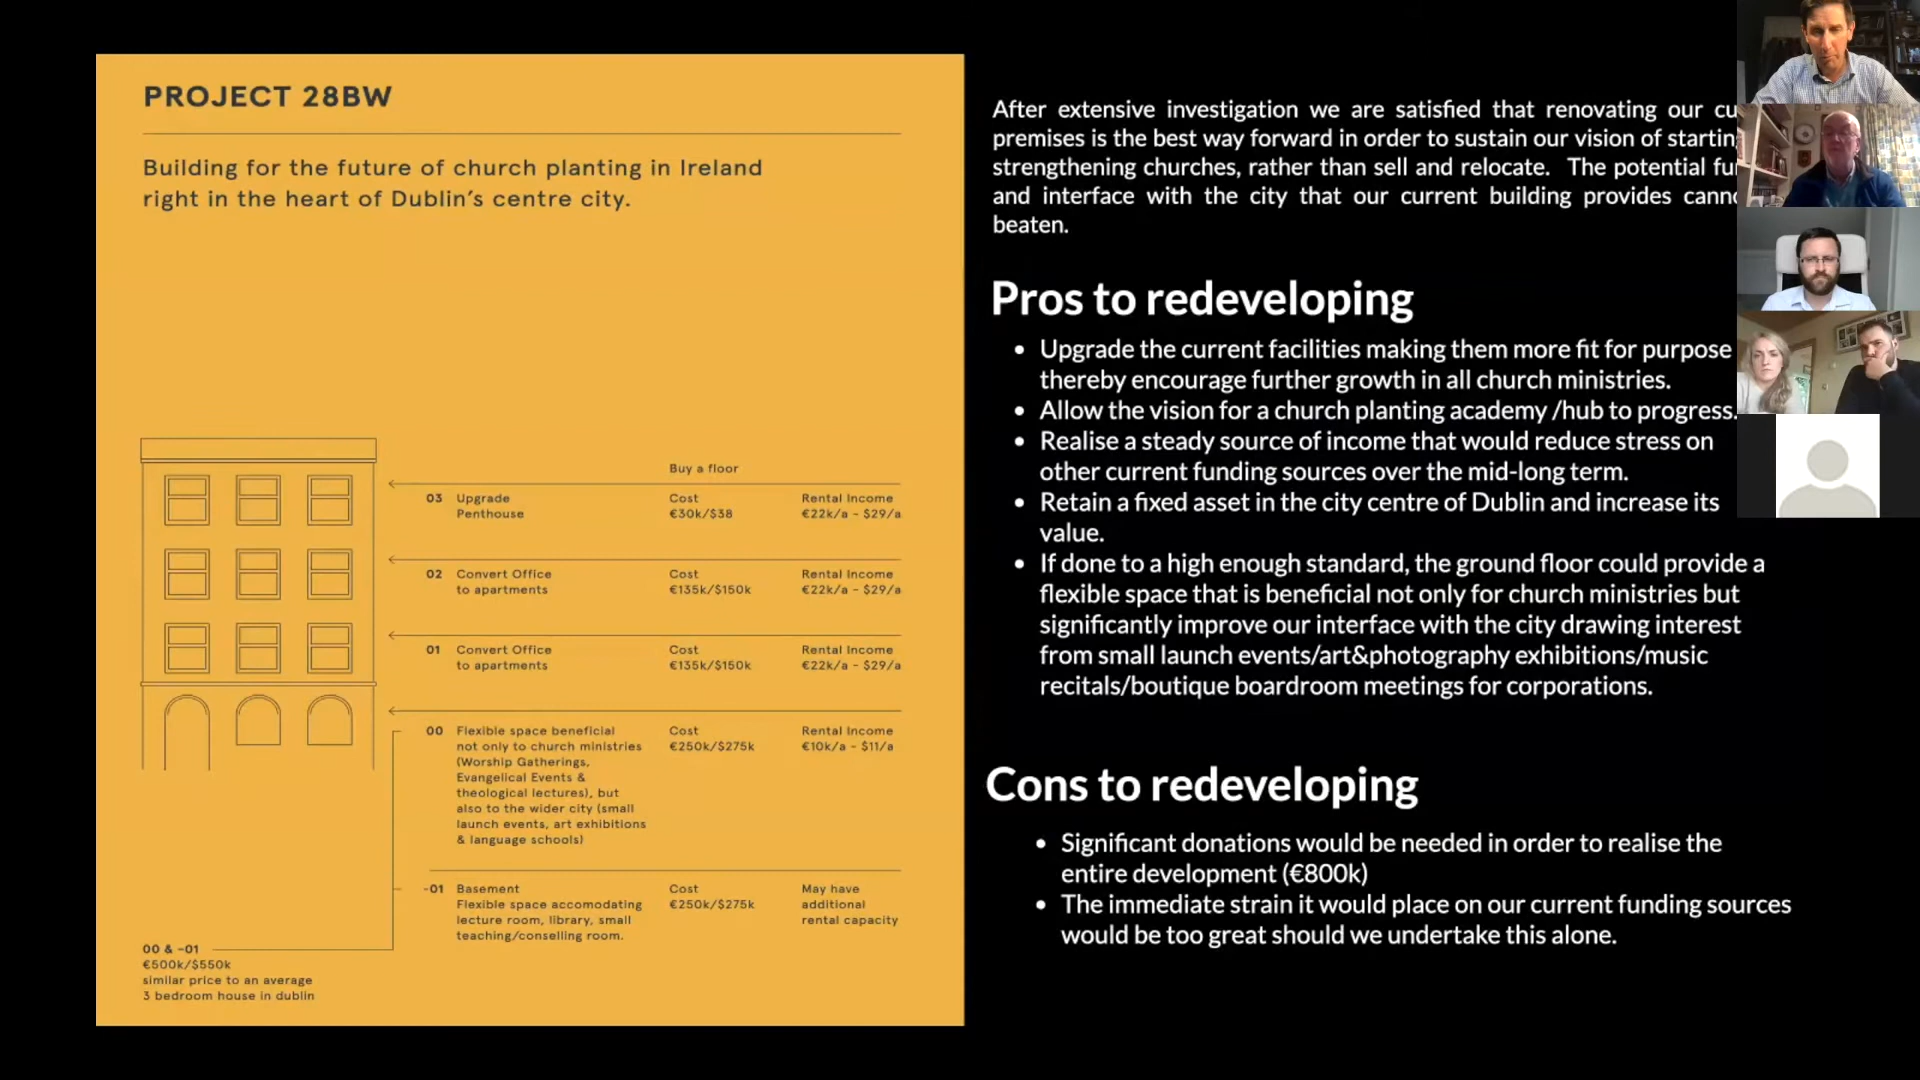 PROJECT 28BW
Building for the future of church planting in Ireland
right in the heart of Dublin's centre city.
Buy a floor
03 Upgrade Penthouse Cost €30k/$38 Rental Income €22k/a - $29/a
02 Convert Office to apartments Cost €135k/$150k Rental Income €22k/a - $29/a
01 Convert Office to apartments Cost €135k/$150k Rental Income €22k/a - $29/a
00 Flexible space beneficial
not only to church ministries
(Worship Gatherings,
Evangelical Events &
theological lectures), but
also to the wider city (small
launch events, art exhibitions
& language schools)
Cost
€250k/$275k
Rental Income
€10k/a - $11/a
-01 Basement
Flexible space accomodating
lecture room, library, small
teaching/conselling room.
Cost
€250k/$275k
May have
additional
rental capacity
00 & -01
€500k/$550k
similar price to an average
3 bedroom house in dublin
After extensive investigation we are satisfied that renovating our
premises is the best way forward in order to sustain our vision of
strengthening churches, rather than sell and relocate. The potential
and interface with the city that our current building provides
beaten.
Pros to redeveloping
• Upgrade the current facilities making them more fit for purpose
thereby encourage further growth in all church ministries.
• Allow the vision for a church planting academy /hub to progress.
• Realise a steady source of income that would reduce stress on
other current funding sources over the mid-long term.
• Retain a fixed asset in the city centre of Dublin and increase its
value.
• If done to a high enough standard, the ground floor could provide a
flexible space that is beneficial not only for church ministries but
significantly improve our interface with the city drawing interest
from small launch events/art&photography exhibitions/music
recitals/boutique boardroom meetings for corporations.
Cons to redeveloping
• Significant donations would be needed in order to realise the
entire development (€800k)
• The immediate strain it would place on our current funding sources
would be too great should we undertake this alone.